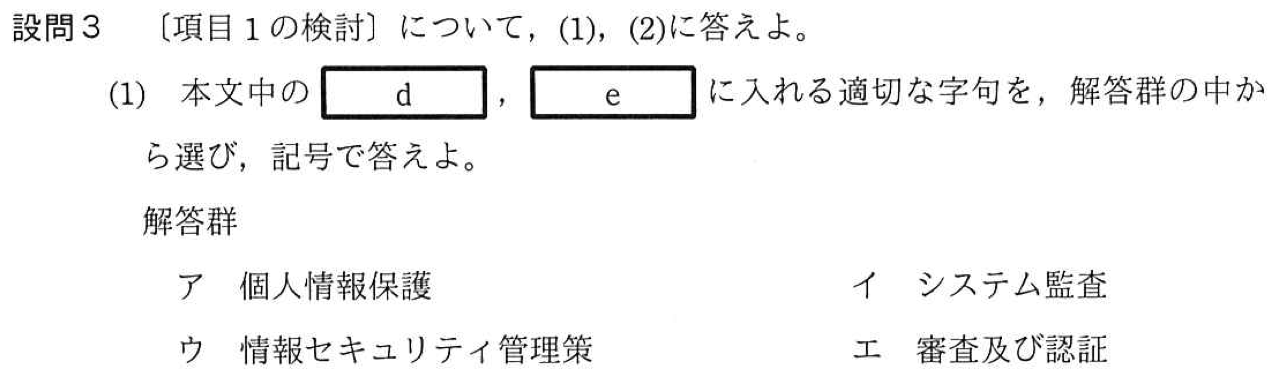 設問3　〔項目1の検討〕について，(1)，(2)に答えよ。
(1)　本文中の d ， e に入れる適切な字句を，解答群の中か
ら選び，記号で答えよ。
解答群
ア　個人情報保護　イ　システム監査
ウ　情報セキュリティ管理策　エ　審査及び認証